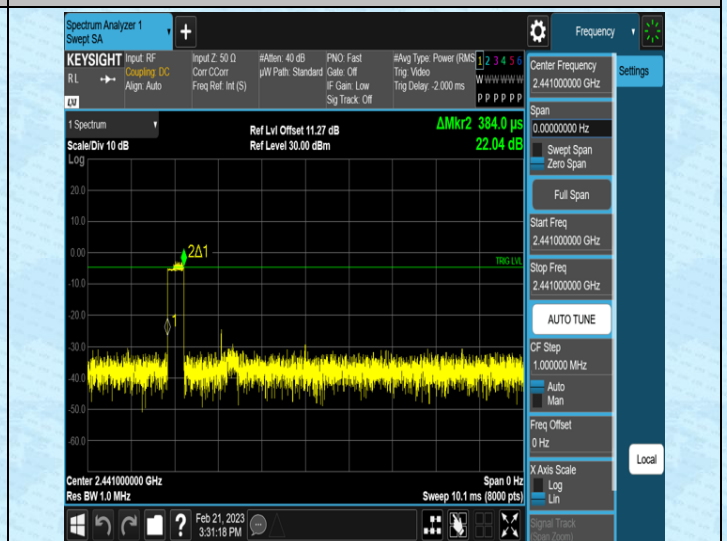 Spectrum Analyzer 1
Swept SA
+
Frequency
KEYSIGHT
RL
Input: RF
Coupling: DC
Align: Auto
Input Z: 50 Ω
Corr CCorr
Freq Ref: Int (S)
#Atten: 40 dB
µW Path: Standard
PNO: Fast
Gate: Off
IF Gain: Low
Sig Track: Off
#Avg Type: Power (RMS
Trig: Video
Trig Delay: -2.000 ms
1 2 3 4 5 6
W W W W W W
P P P P P P
1 Spectrum
Scale/Div 10 dB
Log
Ref Lvl Offset 11.27 dB
Ref Level 30.00 dBm
ΔMkr2 384.0 µs
22.04 dB
20.0
10.0
0.00
-10.0
-20.0
-30.0
-40.0
-50.0
-60.0
2Δ1
1
TRIG LVL
Center 2.441000000 GHz
Res BW 1.0 MHz
Span 0 Hz
Sweep 10.1 ms (8000 pts)
Feb 21, 2023
3:31:18 PM
?
Center Frequency
2.441000000 GHz
Span
0.00000000 Hz
Swept Span
Zero Span
Full Span
Start Freq
2.441000000 GHz
Stop Freq
2.441000000 GHz
AUTO TUNE
CF Step
1.000000 MHz
Auto
Man
Freq Offset
0 Hz
X Axis Scale
Log
Lin
Signal Track
(Span Zoom)
Settings
Local